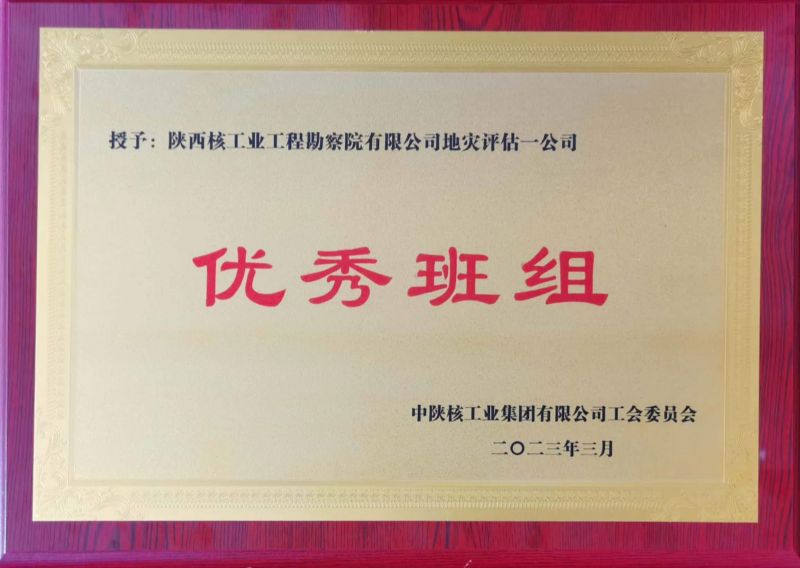 授予：陕西核工业工程勘察院有限公司地灾评估一公司
优秀班组
中陕核工业集团有限公司工会委员会
二〇二三年三月